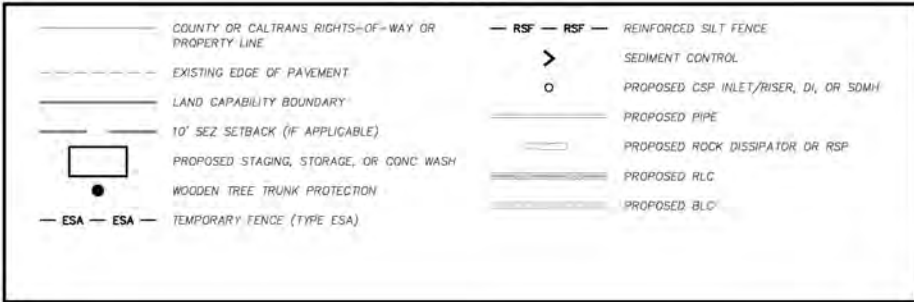 COUNTY OR CALTRANS RIGHTS-OF-WAY OR
PROPERTY LINE
EXISTING EDGE OF PAVEMENT
LAND CAPABILITY BOUNDARY
10' SEZ SETBACK (IF APPLICABLE)
PROPOSED STAGING, STORAGE, OR CONC WASH
WOODEN TREE TRUNK PROTECTION
— ESA — ESA — TEMPORARY FENCE (TYPE ESA)
— RSF — RSF — REINFORCED SILT FENCE
SEDIMENT CONTROL
PROPOSED CSP INLET/RISER, DI, OR SDMH
PROPOSED PIPE
PROPOSED ROCK DISSIPATOR OR RSP
PROPOSED RLC
PROPOSED BLC